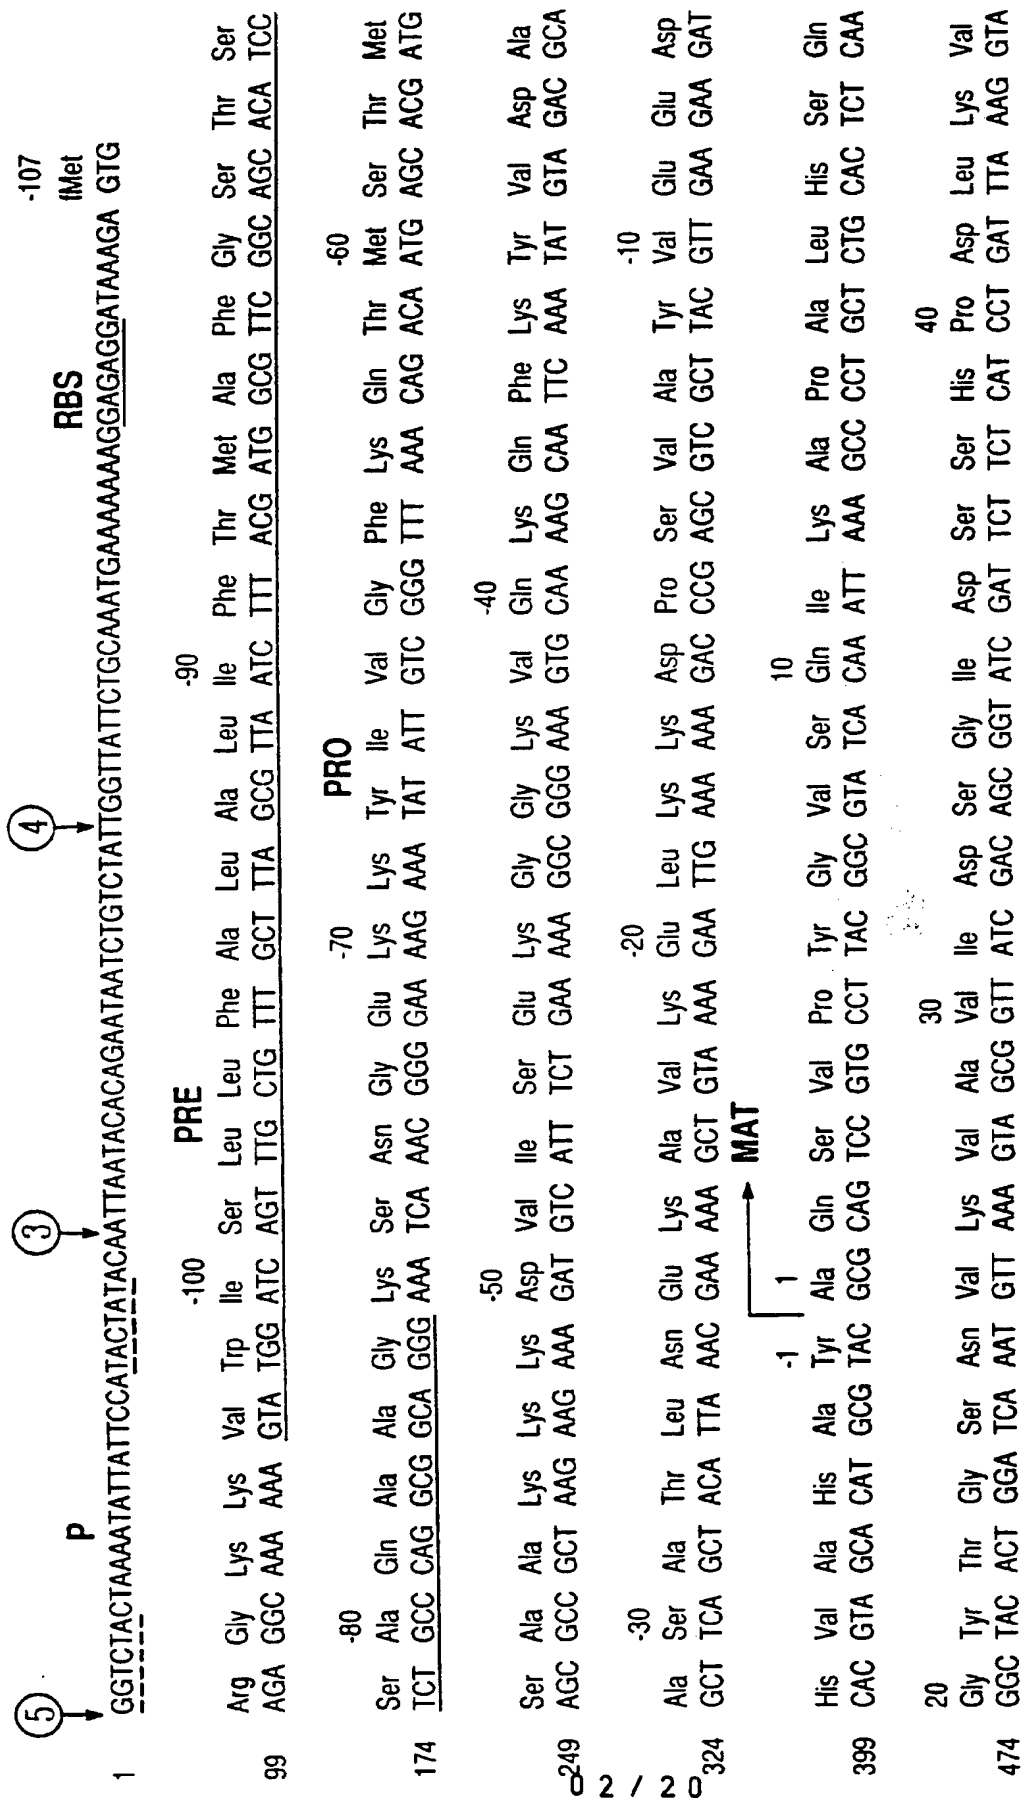 5 3 4
P RBS -107
fMet
1 GGTCTACTAAAATATTATTCCATACTATACAATTAATACACAGAATAATCTGTCTATTGGTTATTCTGCAAATGAAAAAAAGGAGAGGATAAAGA GTG
PRE
-100 -90
Arg Gly Lys Lys Val Trp Ile Ser Leu Leu Phe Ala Leu Ala Leu Ile Phe Thr Met Ala Phe Gly Ser Thr Ser
99 AGA GGC AAA AAA GTA TGG ATC AGT TTG CTG TTT GCT TTA GCG TTA ATC TTT ACG ATG GCG TTC GGC AGC ACA TCC
PRO
-80 -70 -60
Ser Ala Gln Ala Ala Gly Lys Ser Asn Gly Glu Lys Lys Tyr Ile Val Gly Phe Lys Gln Thr Met Ser Thr Met
174 TCT GCC CAG GCG GCA GGG AAA TCA AAC GGG GAA AAG AAA TAT ATT GTC GGG TTT AAA CAG ACA ATG AGC ACG ATG
-50 -40
Ser Ala Ala Lys Lys Lys Asp Val Ile Ser Glu Lys Gly Gly Lys Val Gln Lys Gln Phe Lys Tyr Val Asp Ala
249 AGC GCC GCT AAG AAG AAA GAT GTC ATT TCT GAA AAA GGC GGG AAA GTG CAA AAG CAA TTC AAA TAT GTA GAC GCA
-30 -20 -10
Ala Ser Ala Thr Leu Asn Glu Lys Ala Val Lys Glu Leu Lys Lys Asp Pro Ser Val Ala Tyr Val Glu Glu Asp
324 GCT TCA GCT ACA TTA AAC GAA AAA GCT GTA AAA GAA TTG AAA AAA GAC CCG AGC GTC GCT TAC GTT GAA GAA GAT
MAT
-1 1 10
His Val Ala His Ala Tyr Ala Gln Ser Val Pro Tyr Gly Val Ser Gln Ile Lys Ala Pro Ala Leu His Ser Gln
399 CAC GTA GCA CAT GCG TAC GCG CAG TCC GTG CCT TAC GGC GTA TCA CAA ATT AAA GCC CCT GCT CTG CAC TCT CAA
20 30 40
Gly Tyr Thr Gly Ser Asn Val Lys Val Ala Val Ile Asp Ser Gly Ile Asp Ser Ser His Pro Asp Leu Lys Val
474 GGC TAC ACT GGA TCA AAT GTT AAA GTA GCG GTT ATC GAC AGC GGT ATC GAT TCT TCT CAT CCT GAT TTA AAG GTA
02/20